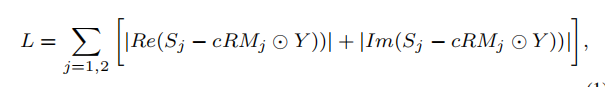 L = \sum_{j=1,2} \Big[ |Re(S_j - cRM_j \odot Y))| + |Im(S_j - cRM_j \odot Y))| \Big],